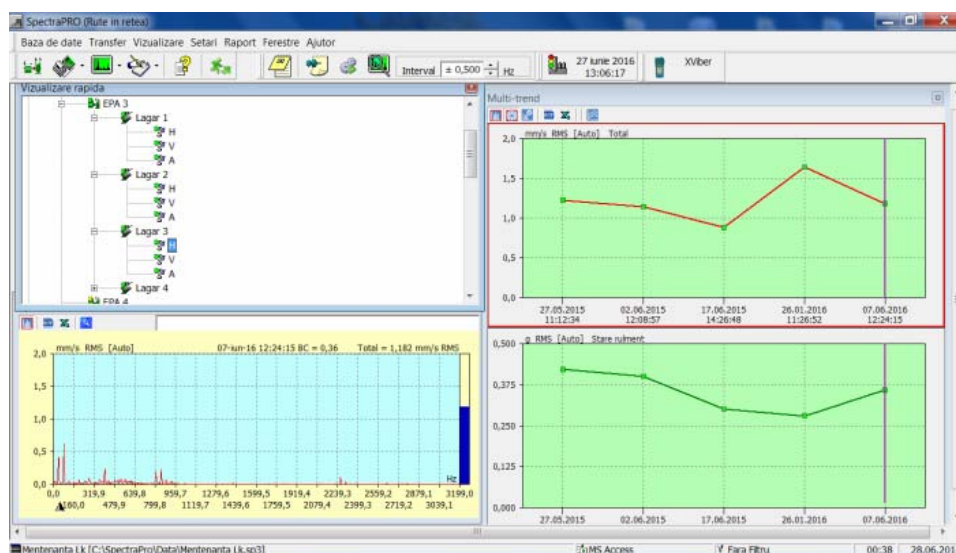 SpectraPRO (Rute in retea)
Baza de date Transfer Vizualizare Setari Raport Ferestre Ajutor
Interval ± 0,500 Hz
27 iunie 2016
13:06:17
XViber
Vizualizare rapida
EPA 3
Lagar 1
H
V
A
Lagar 2
H
V
A
Lagar 3
H
V
A
Lagar 4
EPA 4
mm/s RMS [Auto] 07-iun-16 12:24:15 BC = 0,36 Total = 1,182 mm/s RMS
2,0
1,5
1,0
0,5
0,0
Hz
0,0 319,9 639,8 959,7 1279,6 1599,5 1919,4 2239,3 2559,2 2879,1 3199,0
160,0 479,9 799,8 1119,7 1439,6 1759,5 2079,4 2399,3 2719,2 3039,1
Multi-trend
mm/s RMS [Auto] Total
2,0
1,5
1,0
0,5
0,0
27.05.2015 02.06.2015 17.06.2015 26.01.2016 07.06.2016
11:12:34 12:08:57 14:26:48 11:26:52 12:24:15
g RMS [Auto] Stare rulment
0,500
0,375
0,250
0,125
0,000
27.05.2015 02.06.2015 17.06.2015 26.01.2016 07.06.2016
Mentenanta Lk [C:\SpectraPro\Data\Mentenanta Lk.sp3] MS Access Fara Filtru 00:38 28.06.201